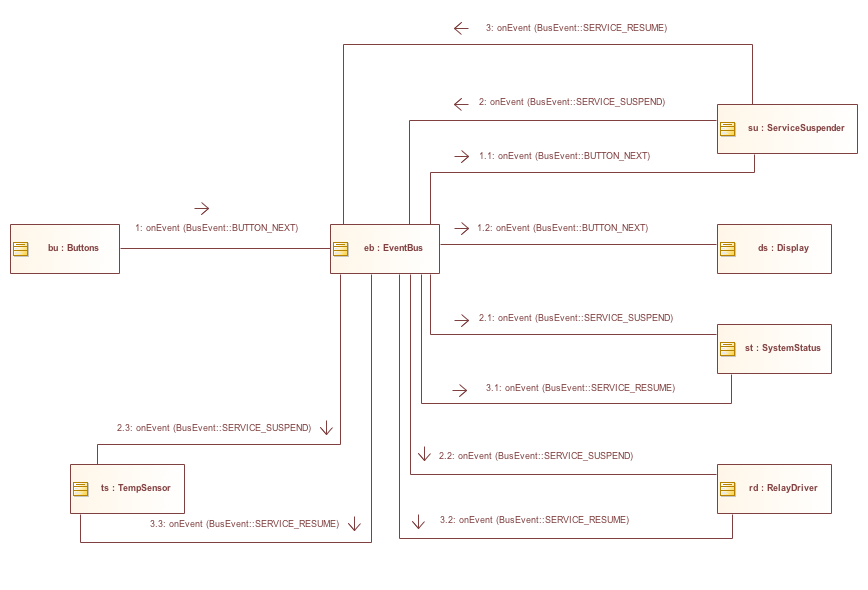 3: onEvent (BusEvent::SERVICE_RESUME)
2: onEvent (BusEvent::SERVICE_SUSPEND)
su : ServiceSuspender
1.1: onEvent (BusEvent::BUTTON_NEXT)
1: onEvent (BusEvent::BUTTON_NEXT)
1.2: onEvent (BusEvent::BUTTON_NEXT)
bu : Buttons
eb : EventBus
ds : Display
2.1: onEvent (BusEvent::SERVICE_SUSPEND)
st : SystemStatus
3.1: onEvent (BusEvent::SERVICE_RESUME)
2.3: onEvent (BusEvent::SERVICE_SUSPEND)
2.2: onEvent (BusEvent::SERVICE_SUSPEND)
ts : TempSensor
rd : RelayDriver
3.3: onEvent (BusEvent::SERVICE_RESUME)
3.2: onEvent (BusEvent::SERVICE_RESUME)